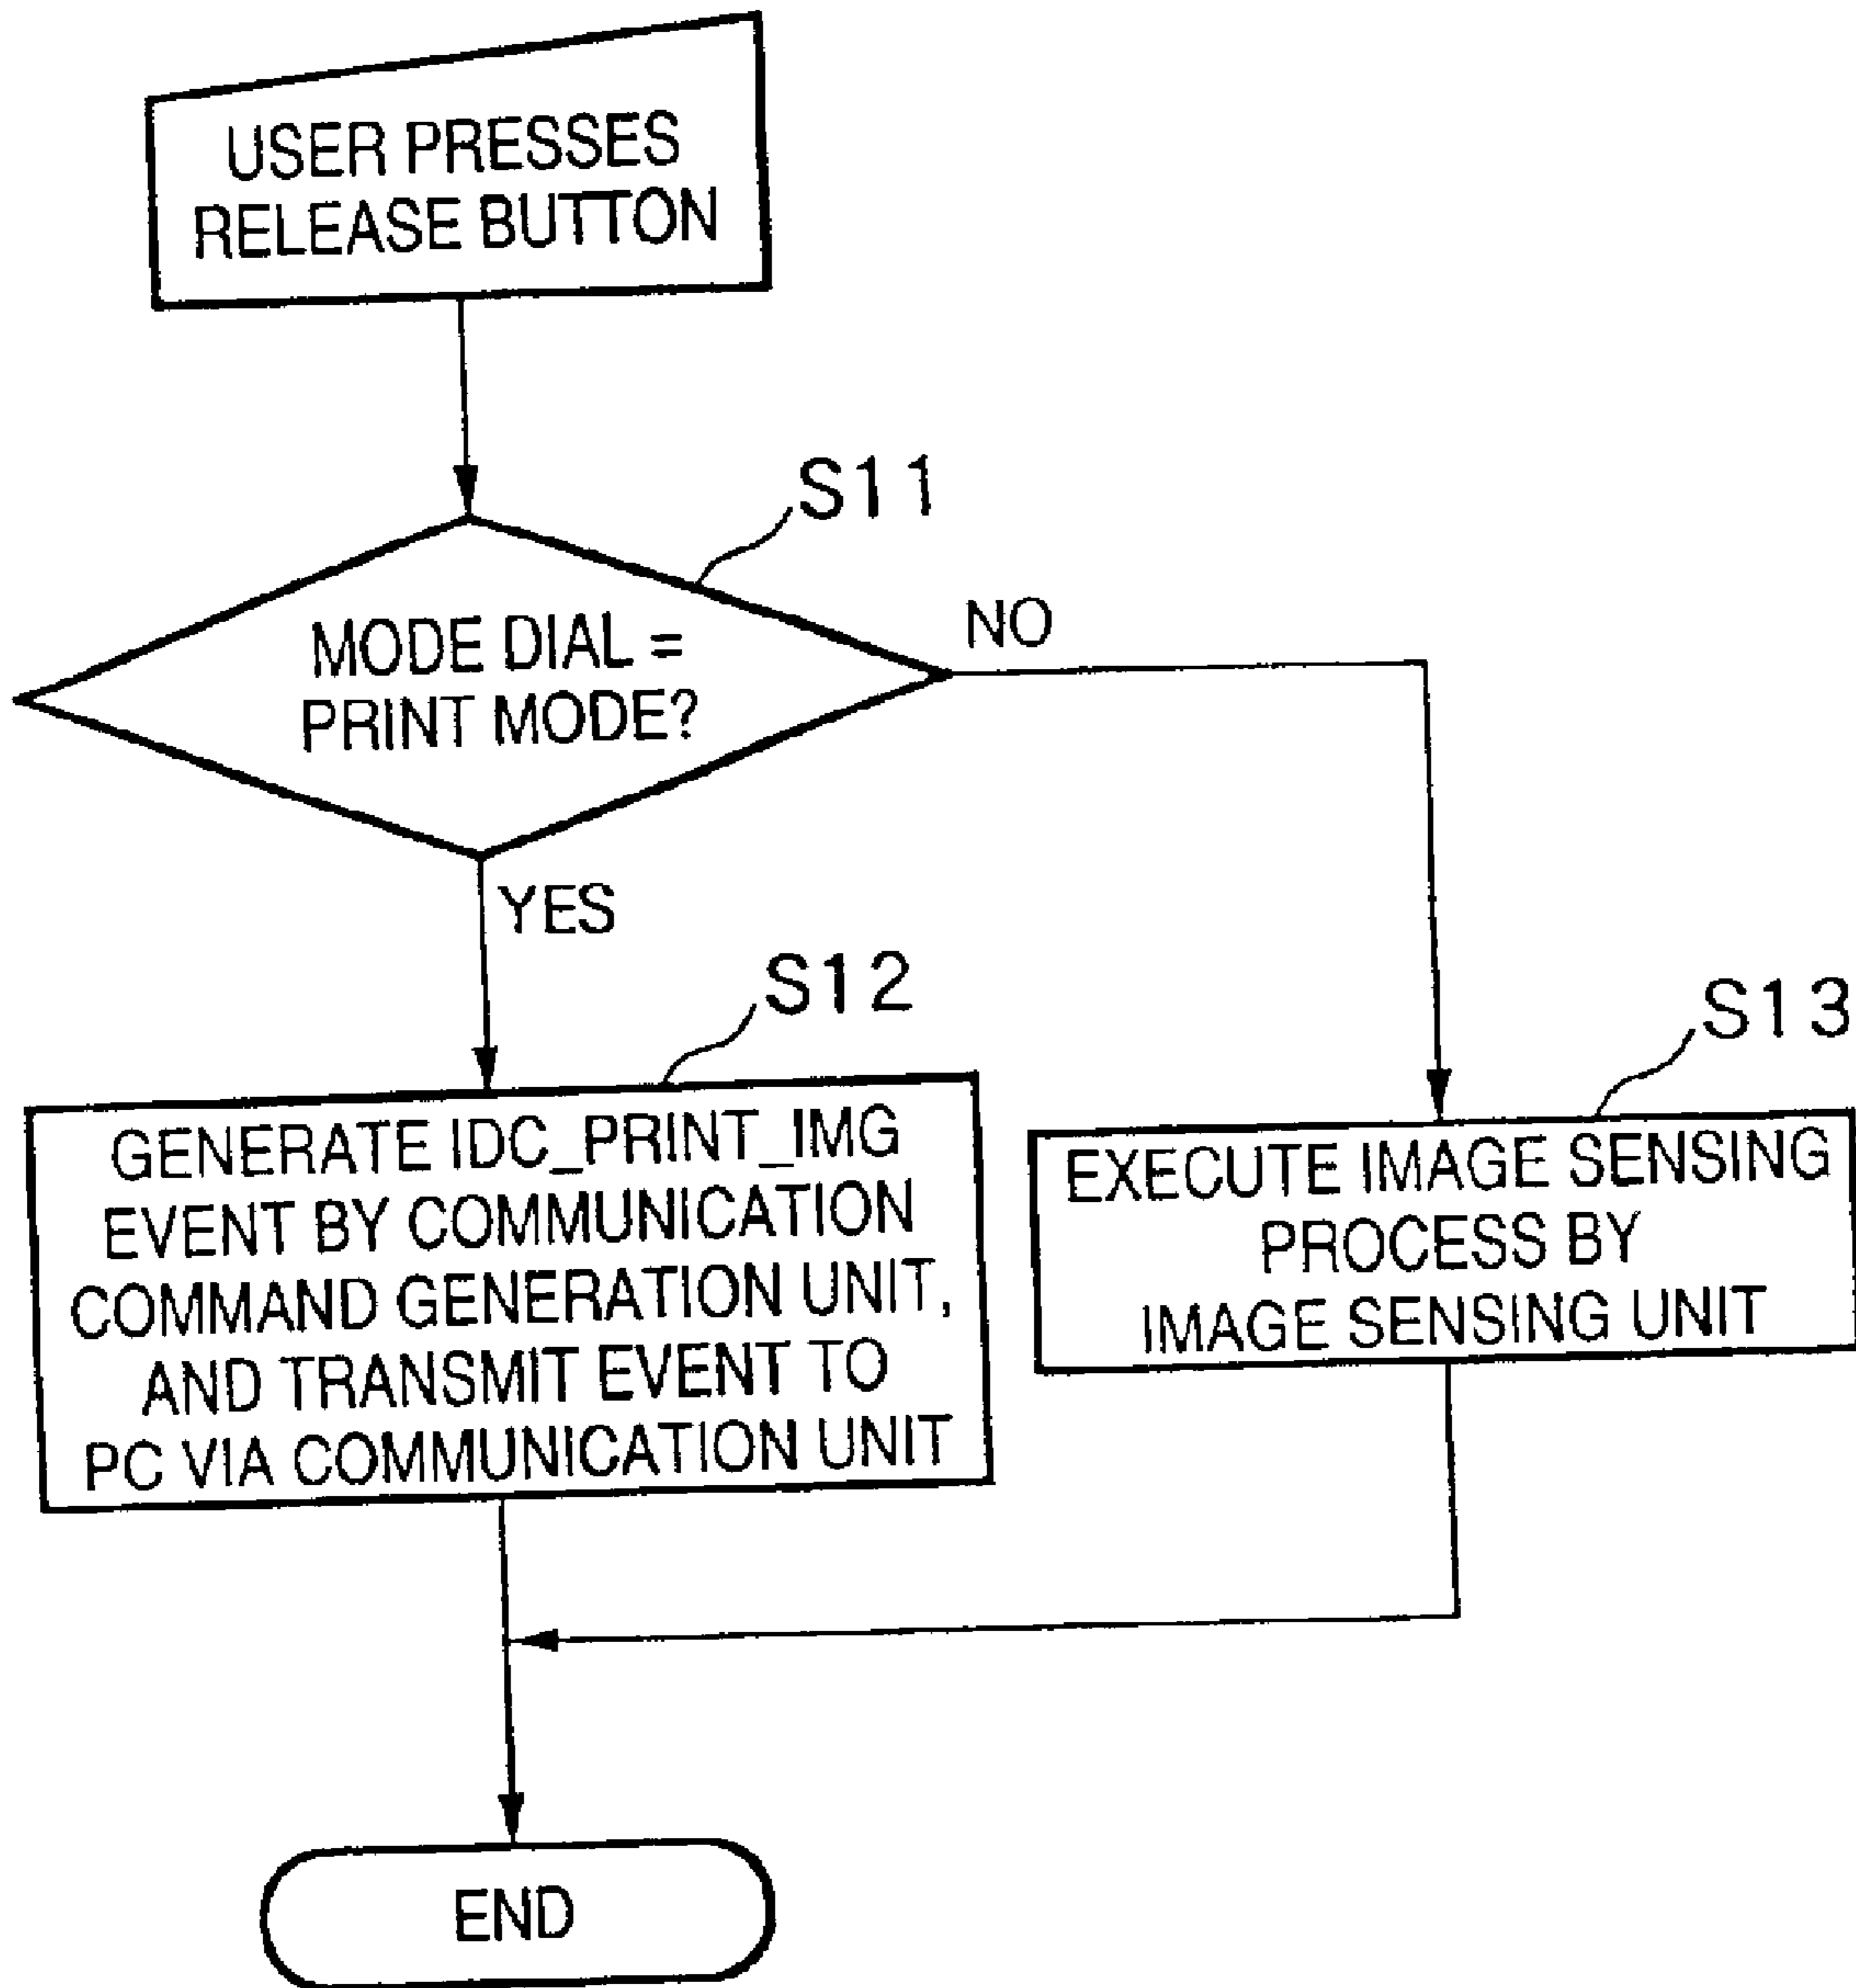 USER PRESSES
RELEASE BUTTON
S11
MODE DIAL =
PRINT MODE?
NO
YES
S12
GENERATE IDC_PRINT_IMG
EVENT BY COMMUNICATION
COMMAND GENERATION UNIT,
AND TRANSMIT EVENT TO
PC VIA COMMUNICATION UNIT
S13
EXECUTE IMAGE SENSING
PROCESS BY
IMAGE SENSING UNIT
END